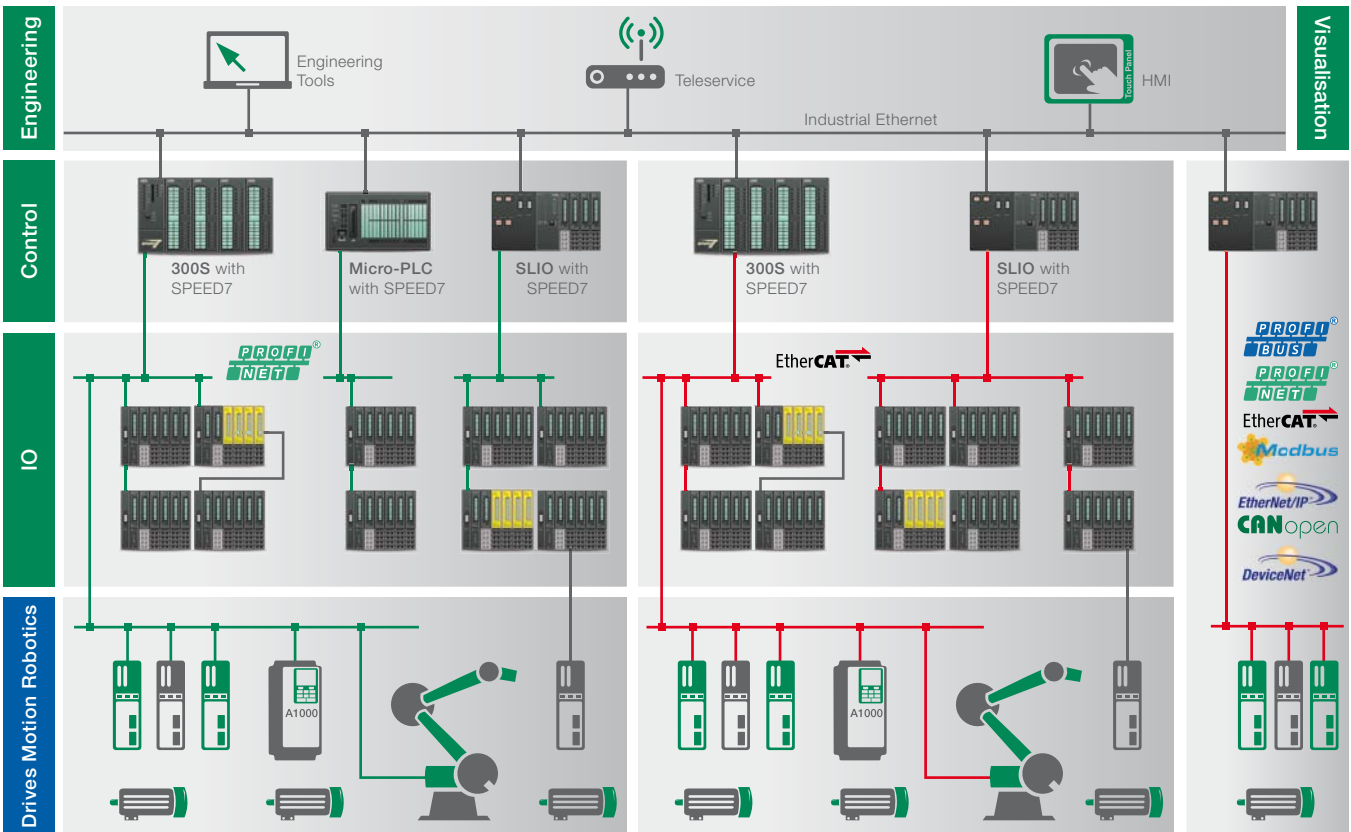 Engineering
Engineering
Tools
Teleservice
Touch Panel
HMI
Visualisation
Industrial Ethernet
Control
300S with
SPEED7
Micro-PLC
with SPEED7
SLIO with
SPEED7
300S with
SPEED7
SLIO with
SPEED7
IO
PROFI®
NET
EtherCAT®
PROFI®
BUS
PROFI®
NET
EtherCAT®
Modbus
EtherNet/IP
CANopen
DeviceNet
Drives Motion Robotics
A1000
A1000